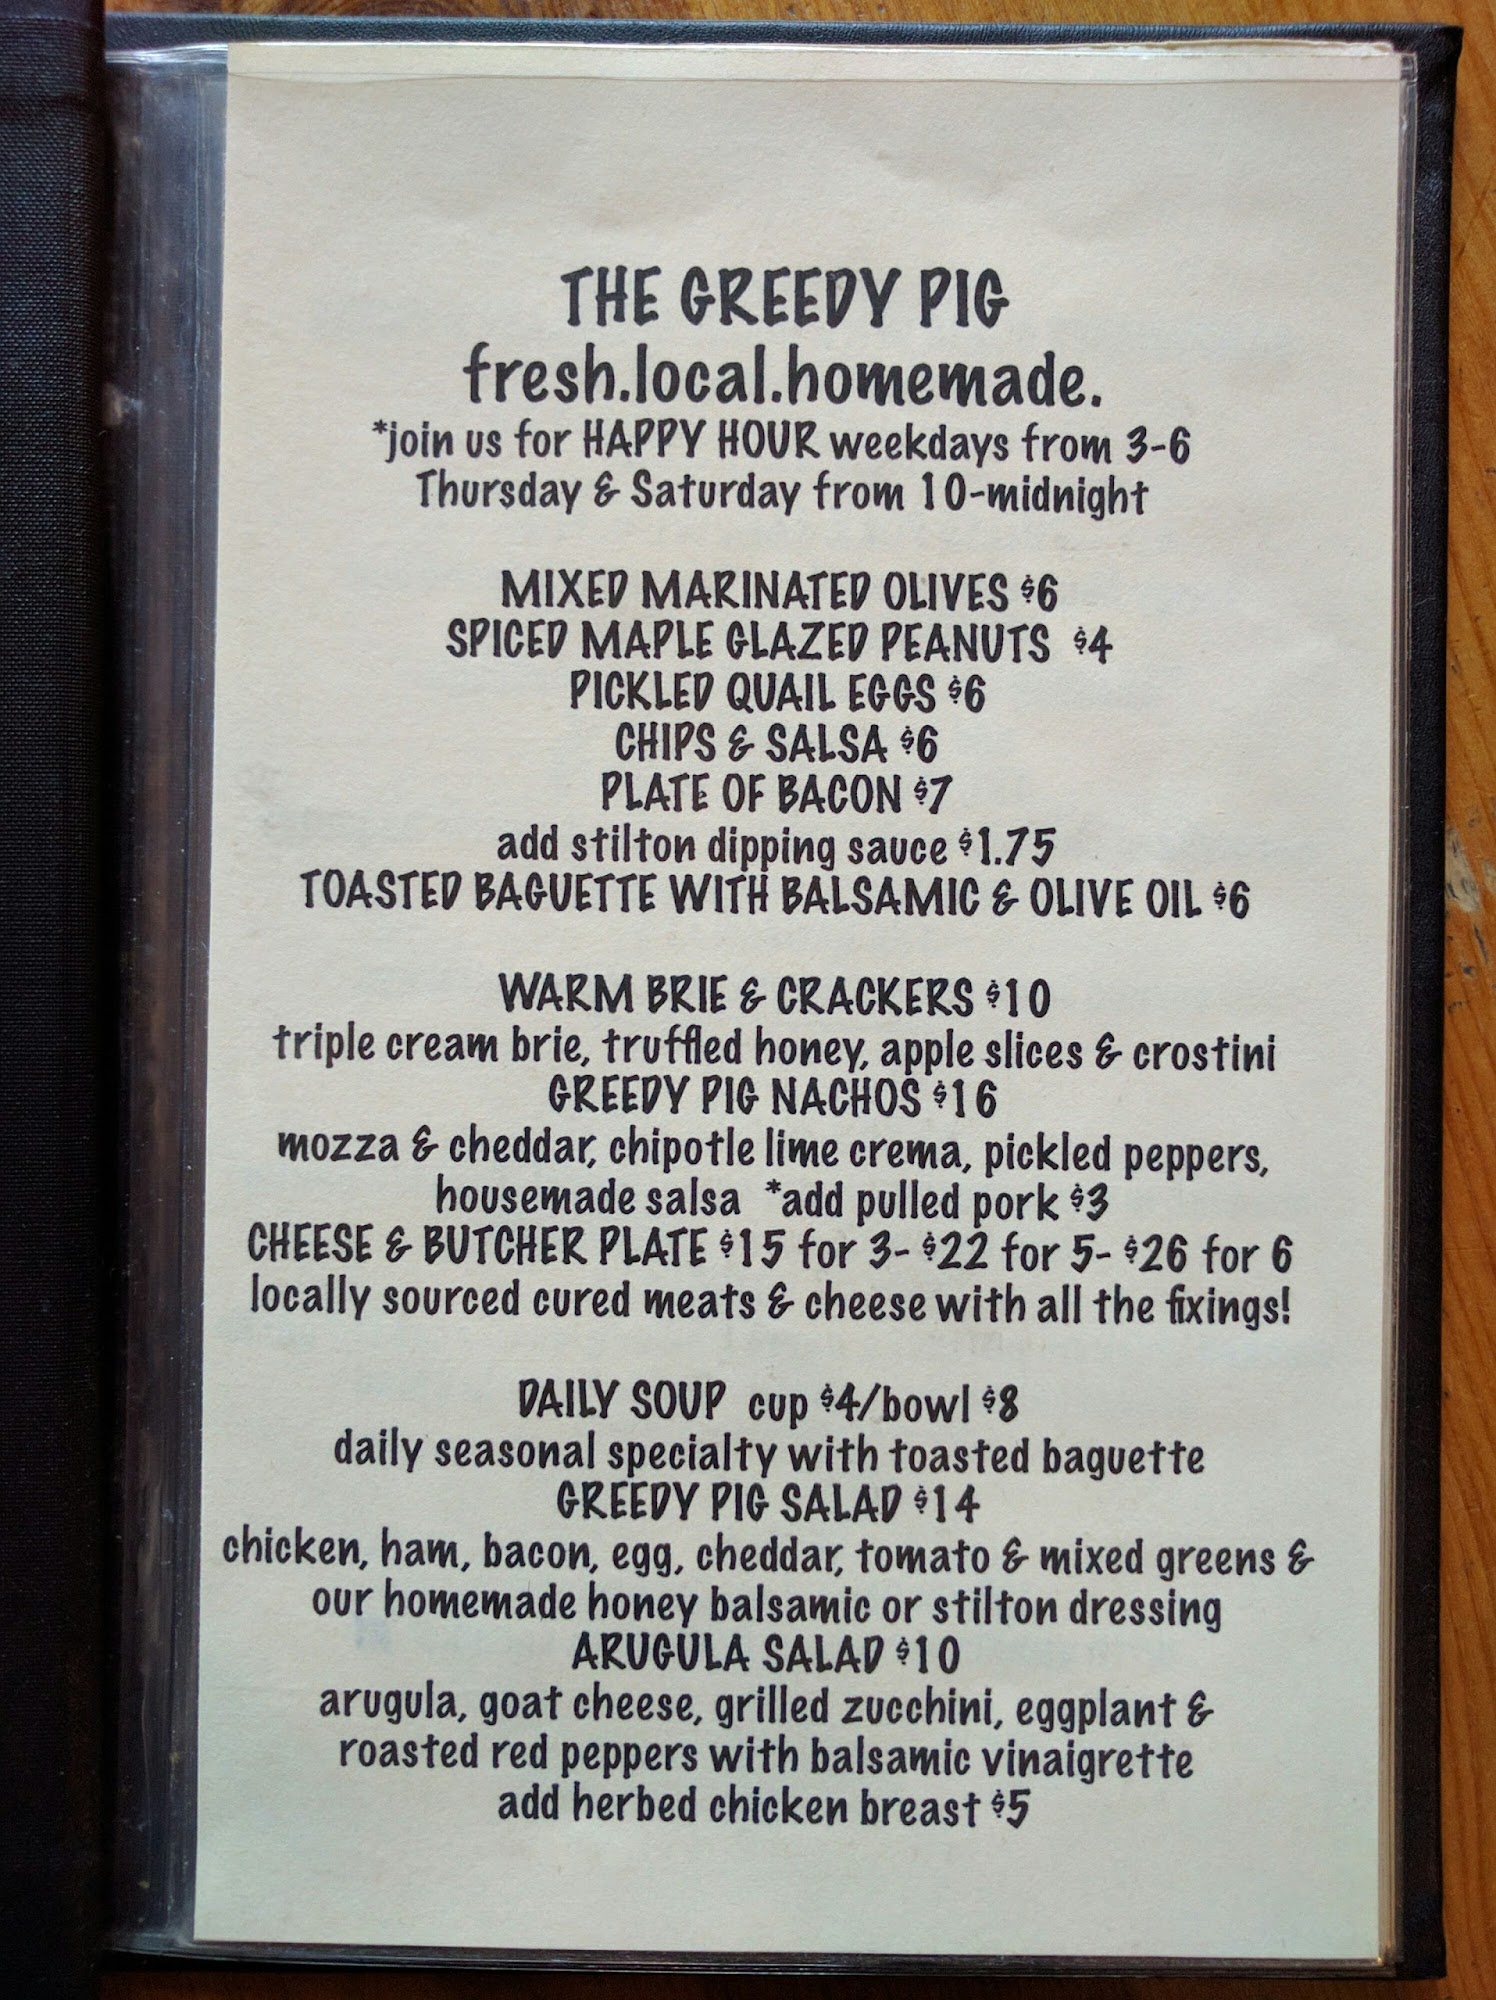 THE GREEDY PIG
fresh.local.homemade.
*join us for HAPPY HOUR weekdays from 3-6
Thursday & Saturday from 10-midnight
MIXED MARINATED OLIVES $6
SPICED MAPLE GLAZED PEANUTS $4
PICKLED QUAIL EGGS $6
CHIPS & SALSA $6
PLATE OF BACON $7
add stilton dipping sauce $1.75
TOASTED BAGUETTE WITH BALSAMIC & OLIVE OIL $6
WARM BRIE & CRACKERS $10
triple cream brie, truffled honey, apple slices & crostini
GREEDY PIG NACHOS $16
mozza & cheddar, chipotle lime crema, pickled peppers,
housemade salsa *add pulled pork $3
CHEESE & BUTCHER PLATE $15 for 3- $22 for 5- $26 for 6
locally sourced cured meats & cheese with all the fixings!
DAILY SOUP cup $4/bowl $8
daily seasonal specialty with toasted baguette
GREEDY PIG SALAD $14
chicken, ham, bacon, egg, cheddar, tomato & mixed greens &
our homemade honey balsamic or stilton dressing
ARUGULA SALAD $10
arugula, goat cheese, grilled zucchini, eggplant &
roasted red peppers with balsamic vinaigrette
add herbed chicken breast $5